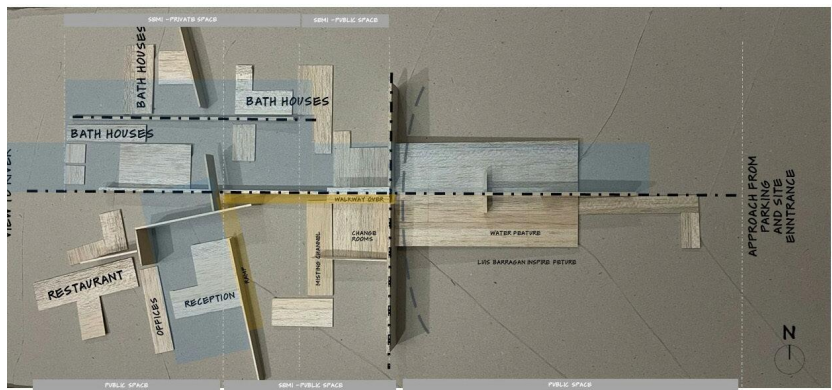 SEMI -PRIVATE SPACE
SEMI -PUBLIC SPACE
BATH HOUSES
BATH HOUSES
BATH HOUSES
VIEW TO RIVER
APPROACH FROM
PARKING
AND SITE
ENNTRANCE
WALKWAY OVER
MISTING CHANNEL
CHANGE
ROOMS
WATER FEATURE
LUIS BARRAGAN INSPIRE FETURE
RAMP
RESTAURANT
OFFICES
RECEPTION
N
PUBLIC SPACE
SEMI -PUBLIC SPACE
PUBLIC SPACE